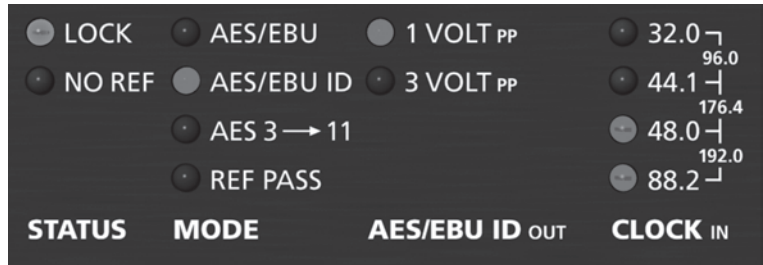 LOCK AES/EBU 1 VOLT PP 32.0
96.0
NO REF AES/EBU ID 3 VOLT PP 44.1
176.4
AES 3 → 11 48.0
192.0
REF PASS 88.2
STATUS MODE AES/EBU ID OUT CLOCK IN